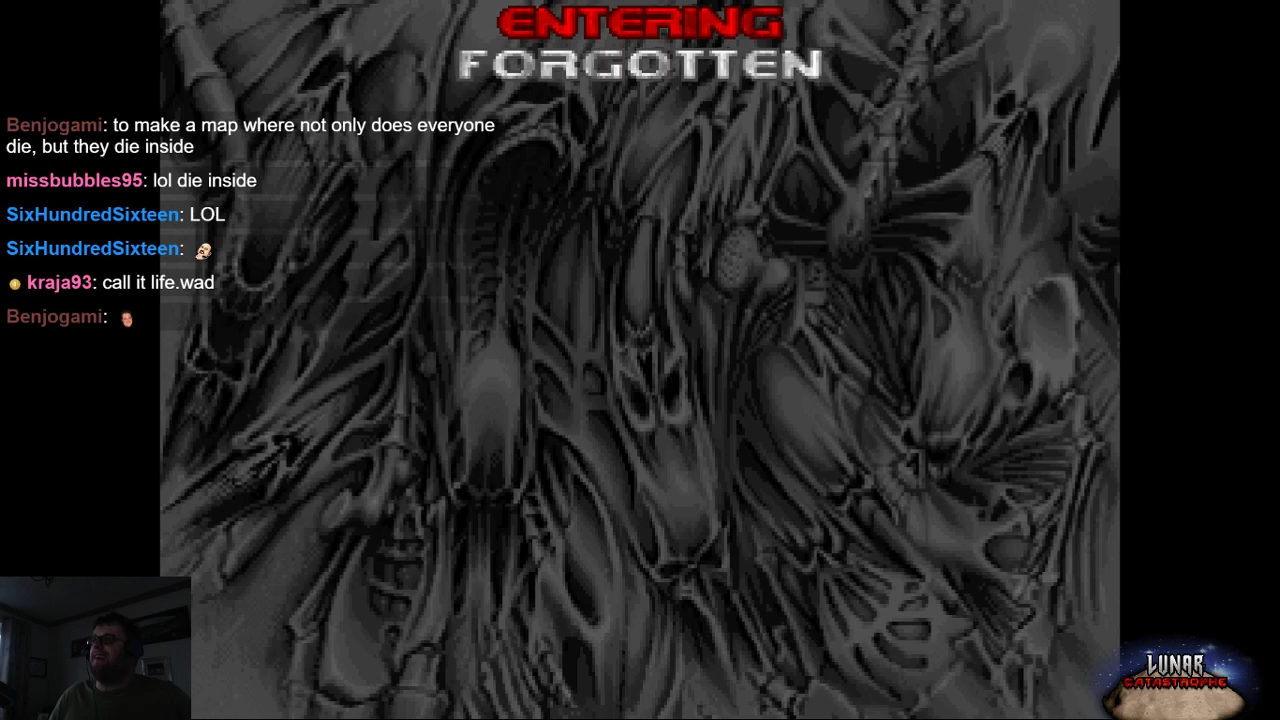 ENTERING
FORGOTTEN
Benjogami: to make a map where not only does everyone
die, but they die inside
missbubbles95: lol die inside
SixHundredSixteen: LOL
SixHundredSixteen:
kraja93: call it life.wad
Benjogami:
LUNAR
CATASTROPHE